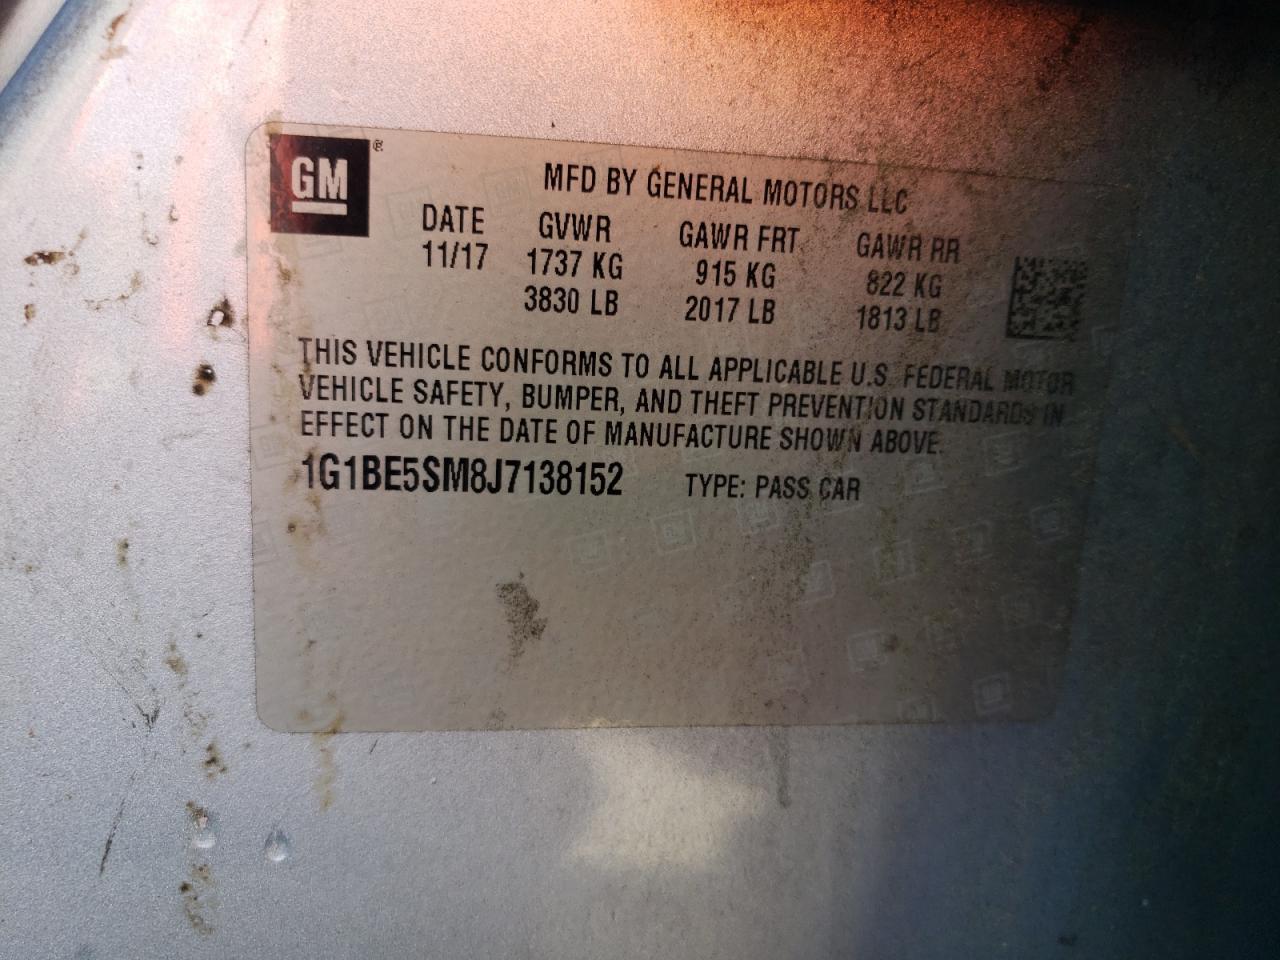 GM®
MFD BY GENERAL MOTORS LLC
DATE GVWR GAWR FRT GAWR RR
11/17 1737 KG 915 KG 822 KG
3830 LB 2017 LB 1813 LB
THIS VEHICLE CONFORMS TO ALL APPLICABLE U.S. FEDERAL MOTOR
VEHICLE SAFETY, BUMPER, AND THEFT PREVENTION STANDARDS IN
EFFECT ON THE DATE OF MANUFACTURE SHOWN ABOVE.
1G1BE5SM8J7138152 TYPE: PASS CAR